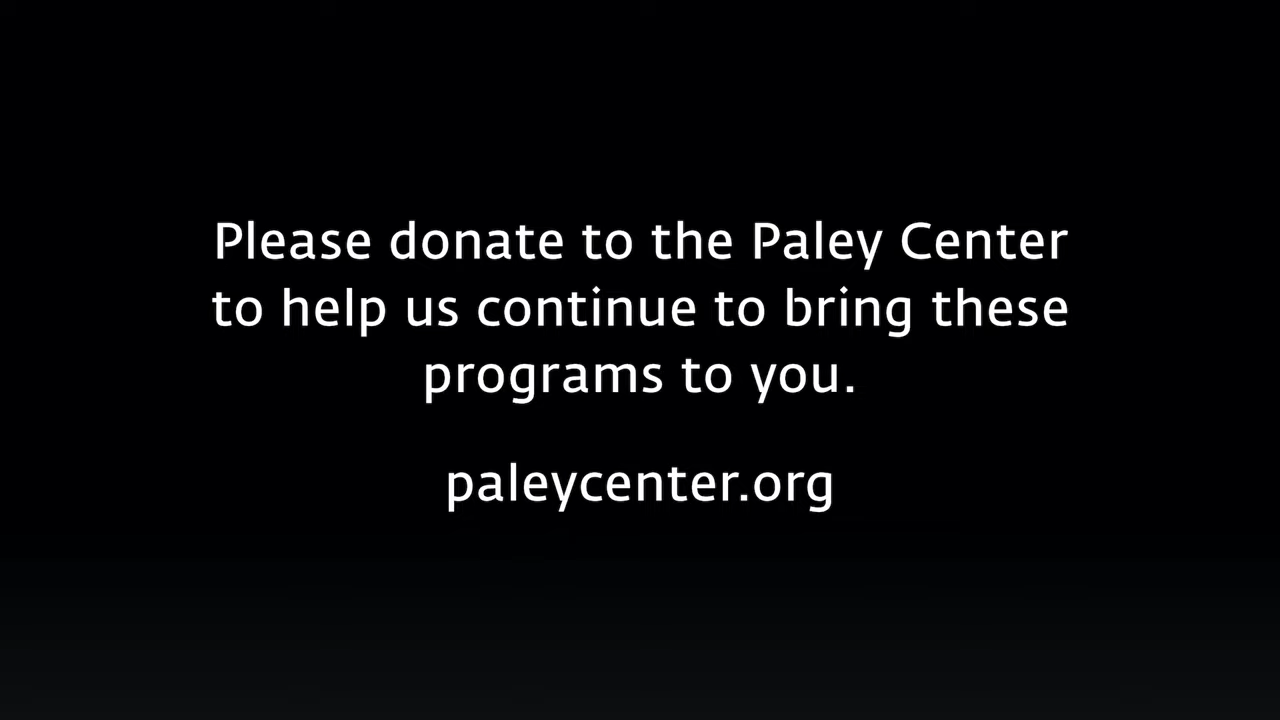 Please donate to the Paley Center
to help us continue to bring these
programs to you.
paleycenter.org